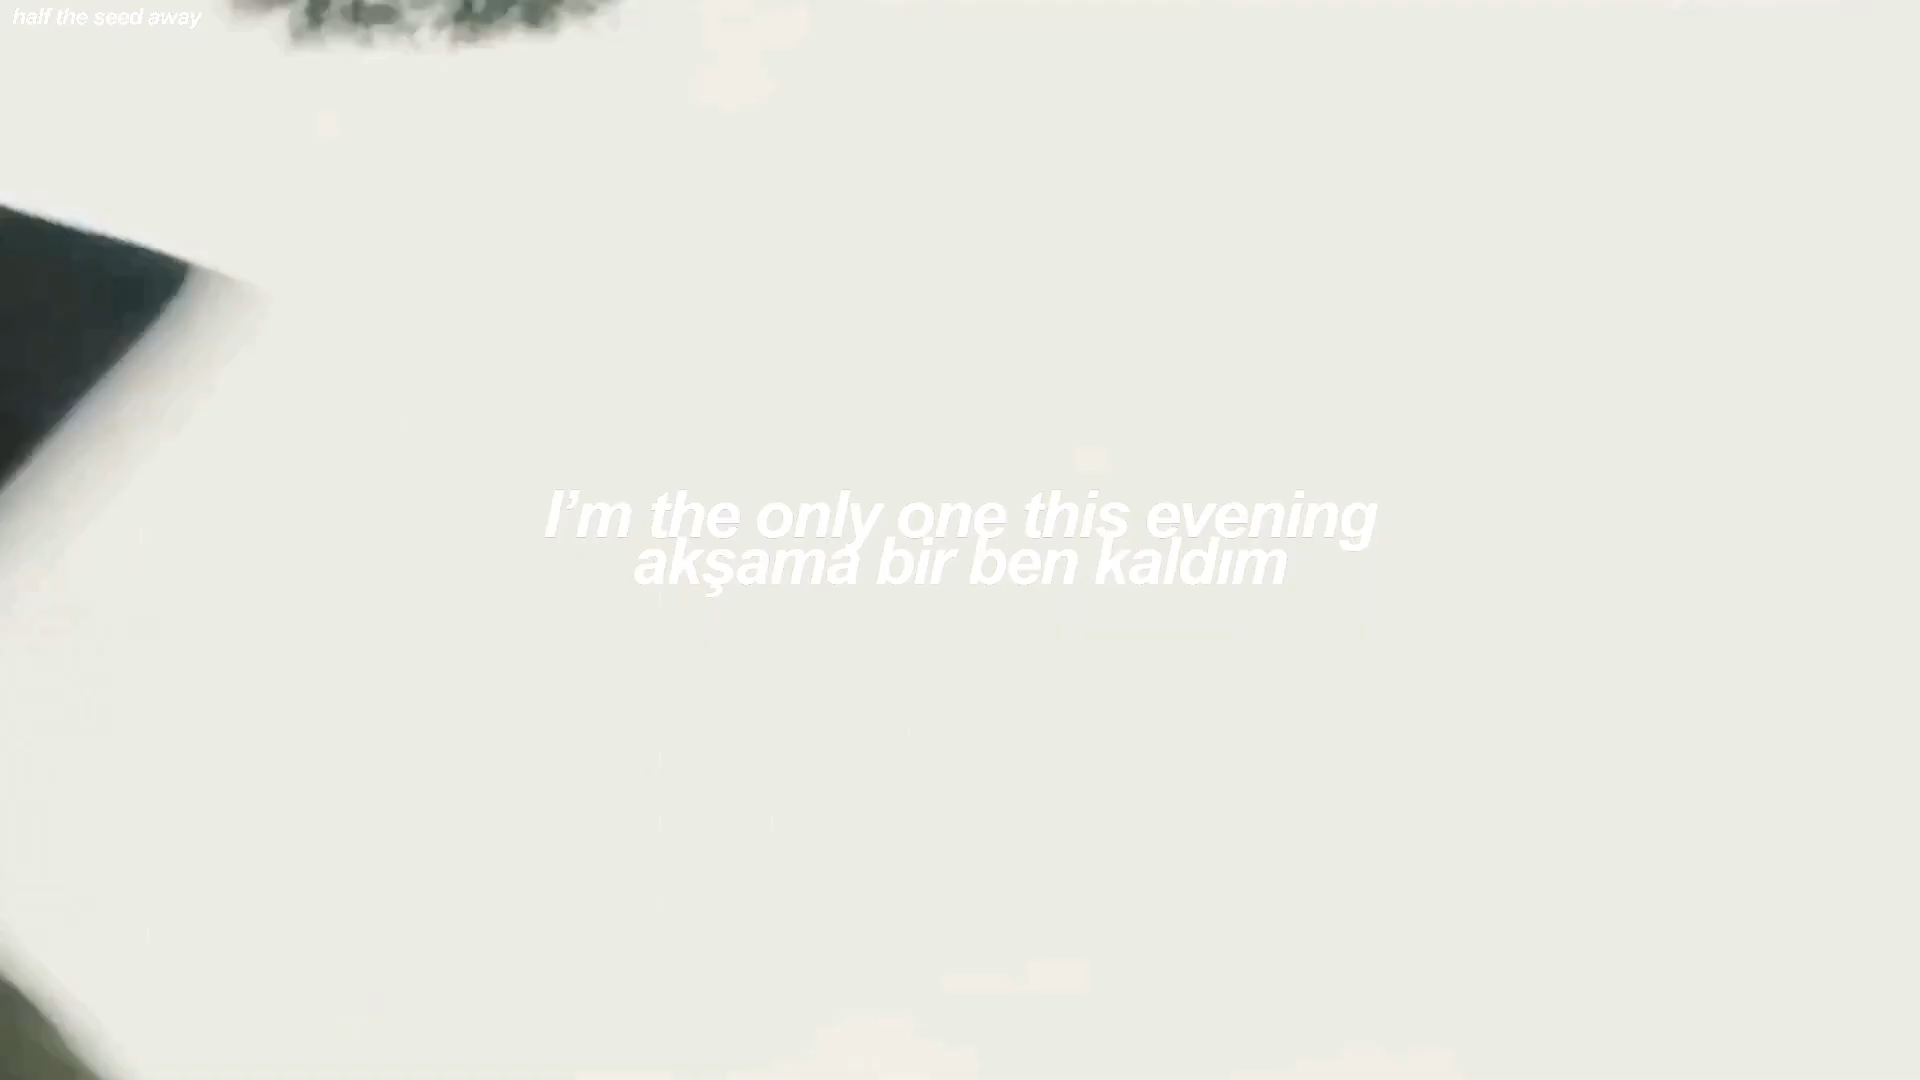 half the seed away
I'm the only one this evening
akşama bir ben kaldım